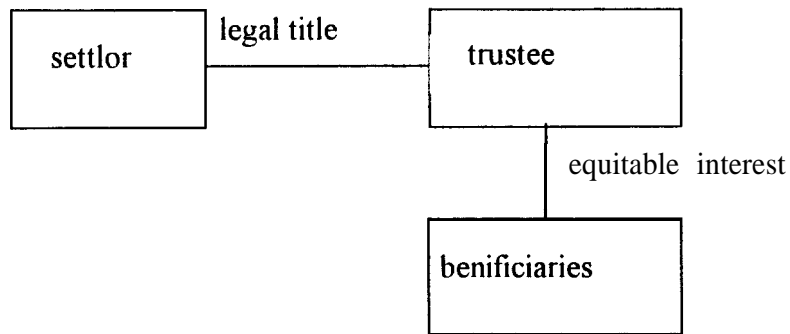 settlor
legal title
trustee
equitable interest
benificiaries